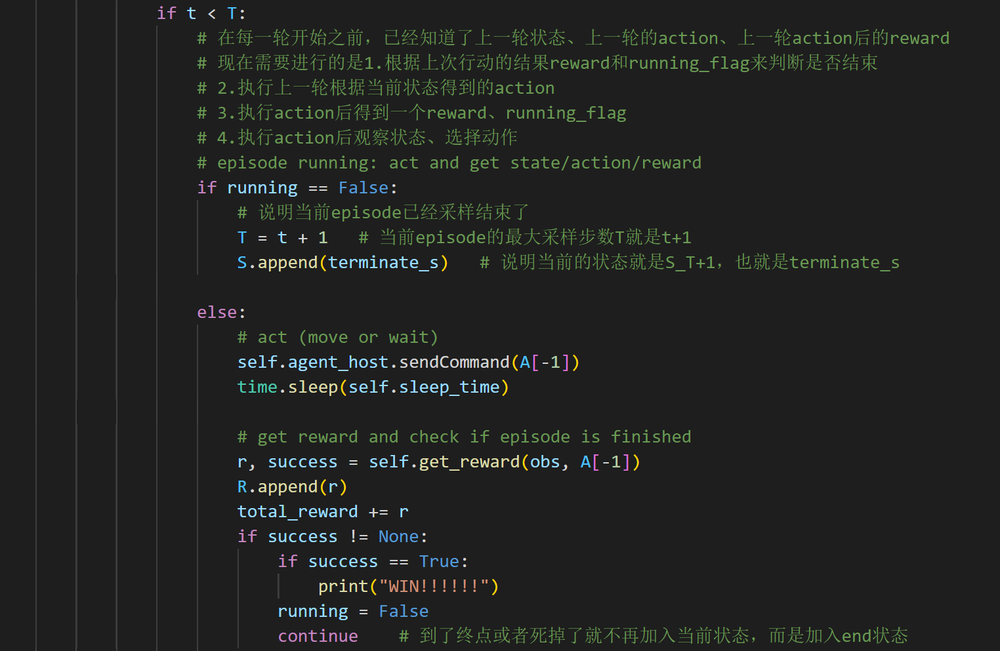 if t < T:
# 在每一轮开始之前，已经知道了上一轮状态、上一轮的action、上一轮action后的reward
# 现在需要进行的是1.根据上次行动的结果reward和running_flag来判断是否结束
# 2.执行上一轮根据当前状态得到的action
# 3.执行action后得到一个reward、running_flag
# 4.执行action后观察状态、选择动作
# episode running: act and get state/action/reward
if running == False:
# 说明当前episode已经采样结束了
T = t + 1   # 当前episode的最大采样步数T就是t+1
S.append(terminate_s)   # 说明当前的状态就是S_T+1，也就是terminate_s
else:
# act (move or wait)
self.agent_host.sendCommand(A[-1])
time.sleep(self.sleep_time)
# get reward and check if episode is finished
r, success = self.get_reward(obs, A[-1])
R.append(r)
total_reward += r
if success != None:
if success == True:
print("WIN!!!!!!")
running = False
continue    # 到了终点或者死掉了就不再加入当前状态，而是加入end状态